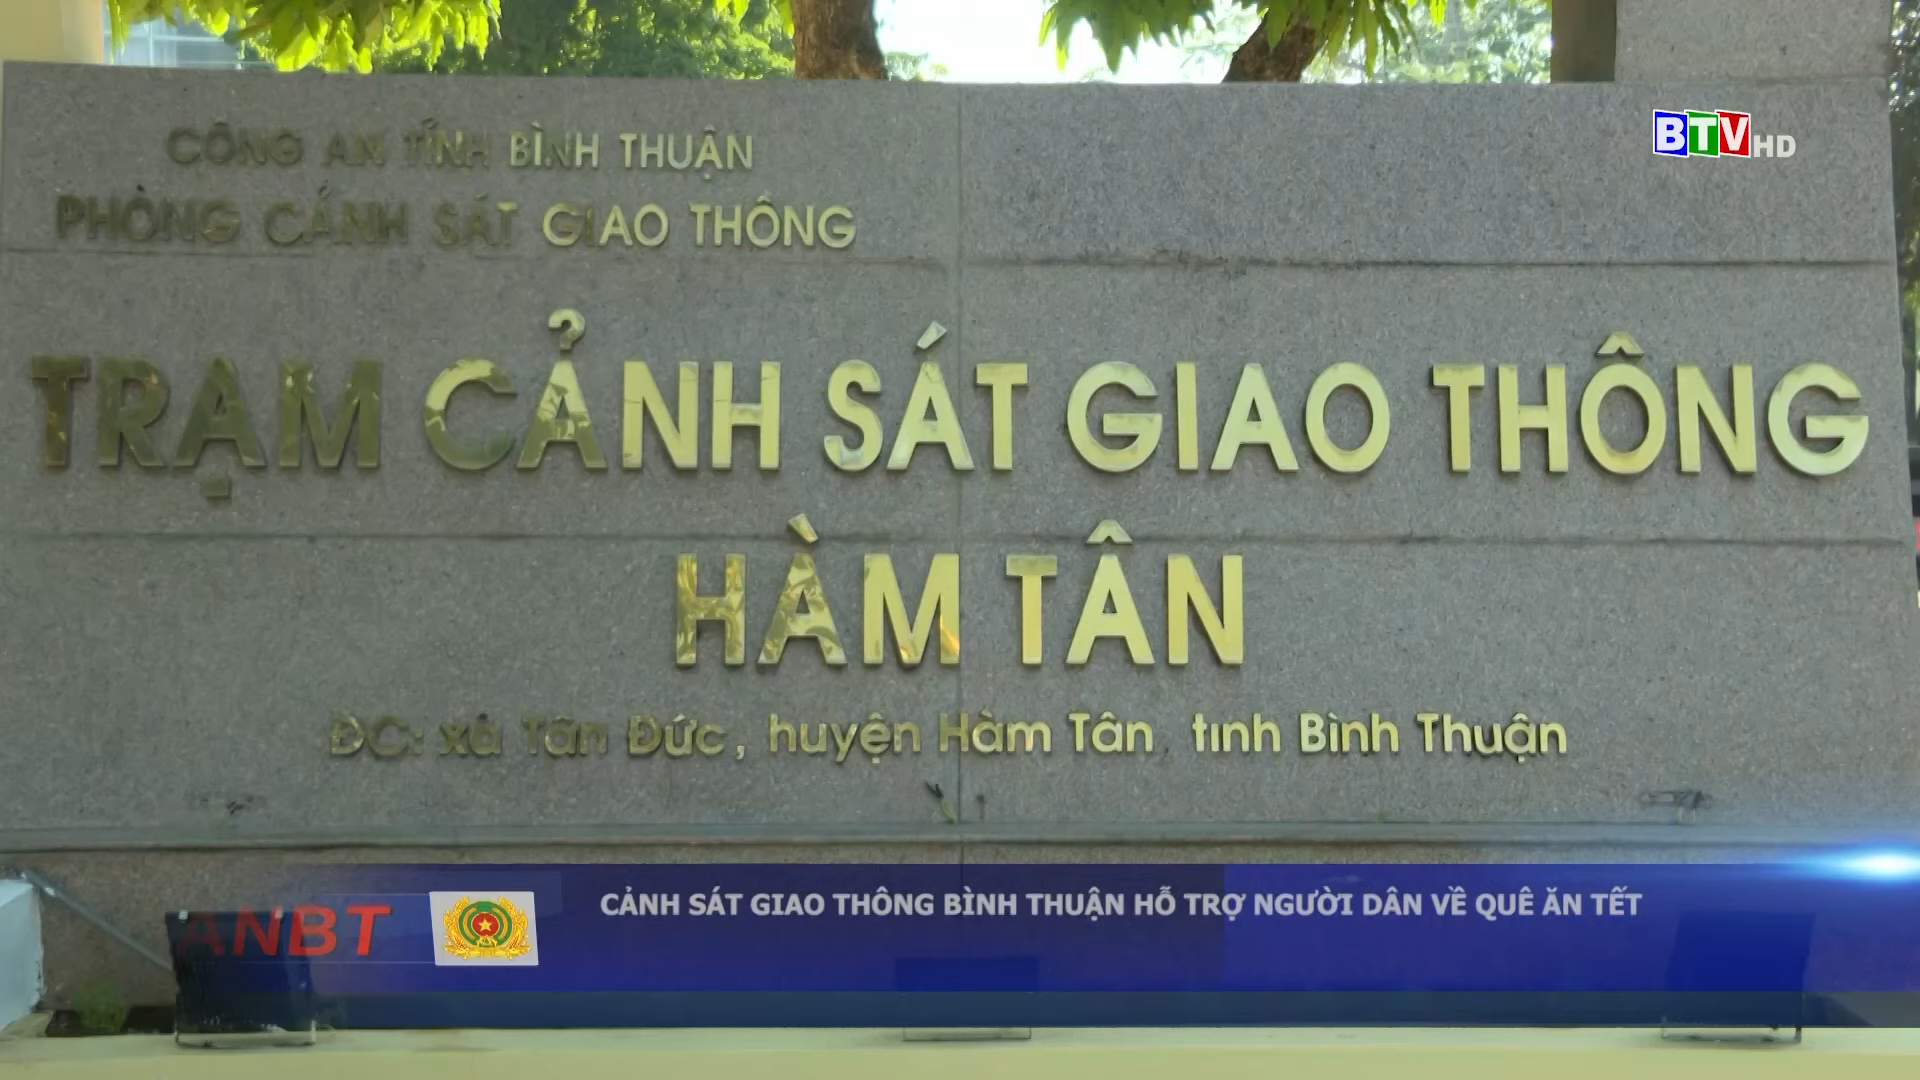 CÔNG AN TỈNH BÌNH THUẬN
PHÒNG CẢNH SÁT GIAO THÔNG
BTV HD
TRẠM CẢNH SÁT GIAO THÔNG
HÀM TÂN
ĐC: xã Tân Đức, huyện Hàm Tân, tỉnh Bình Thuận
ANBT
CẢNH SÁT GIAO THÔNG BÌNH THUẬN HỖ TRỢ NGƯỜI DÂN VỀ QUÊ ĂN TẾT